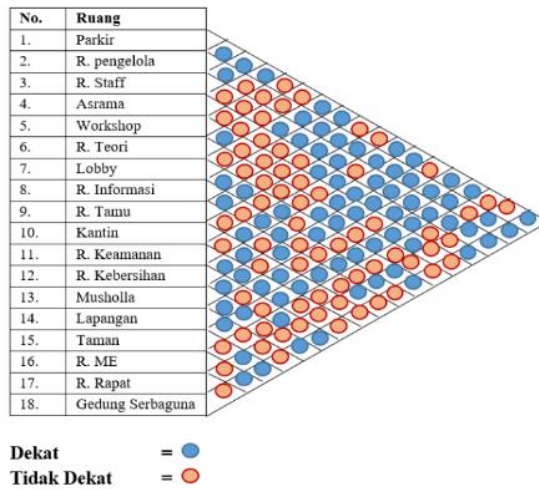 No. Ruang
1. Parkir
2. R. pengelola
3. R. Staff
4. Asrama
5. Workshop
6. R. Teori
7. Lobby
8. R. Informasi
9. R. Tamu
10. Kantin
11. R. Keamanan
12. R. Kebersihan
13. Musholla
14. Lapangan
15. Taman
16. R. ME
17. R. Rapat
18. Gedung Serbaguna
Dekat =
Tidak Dekat =